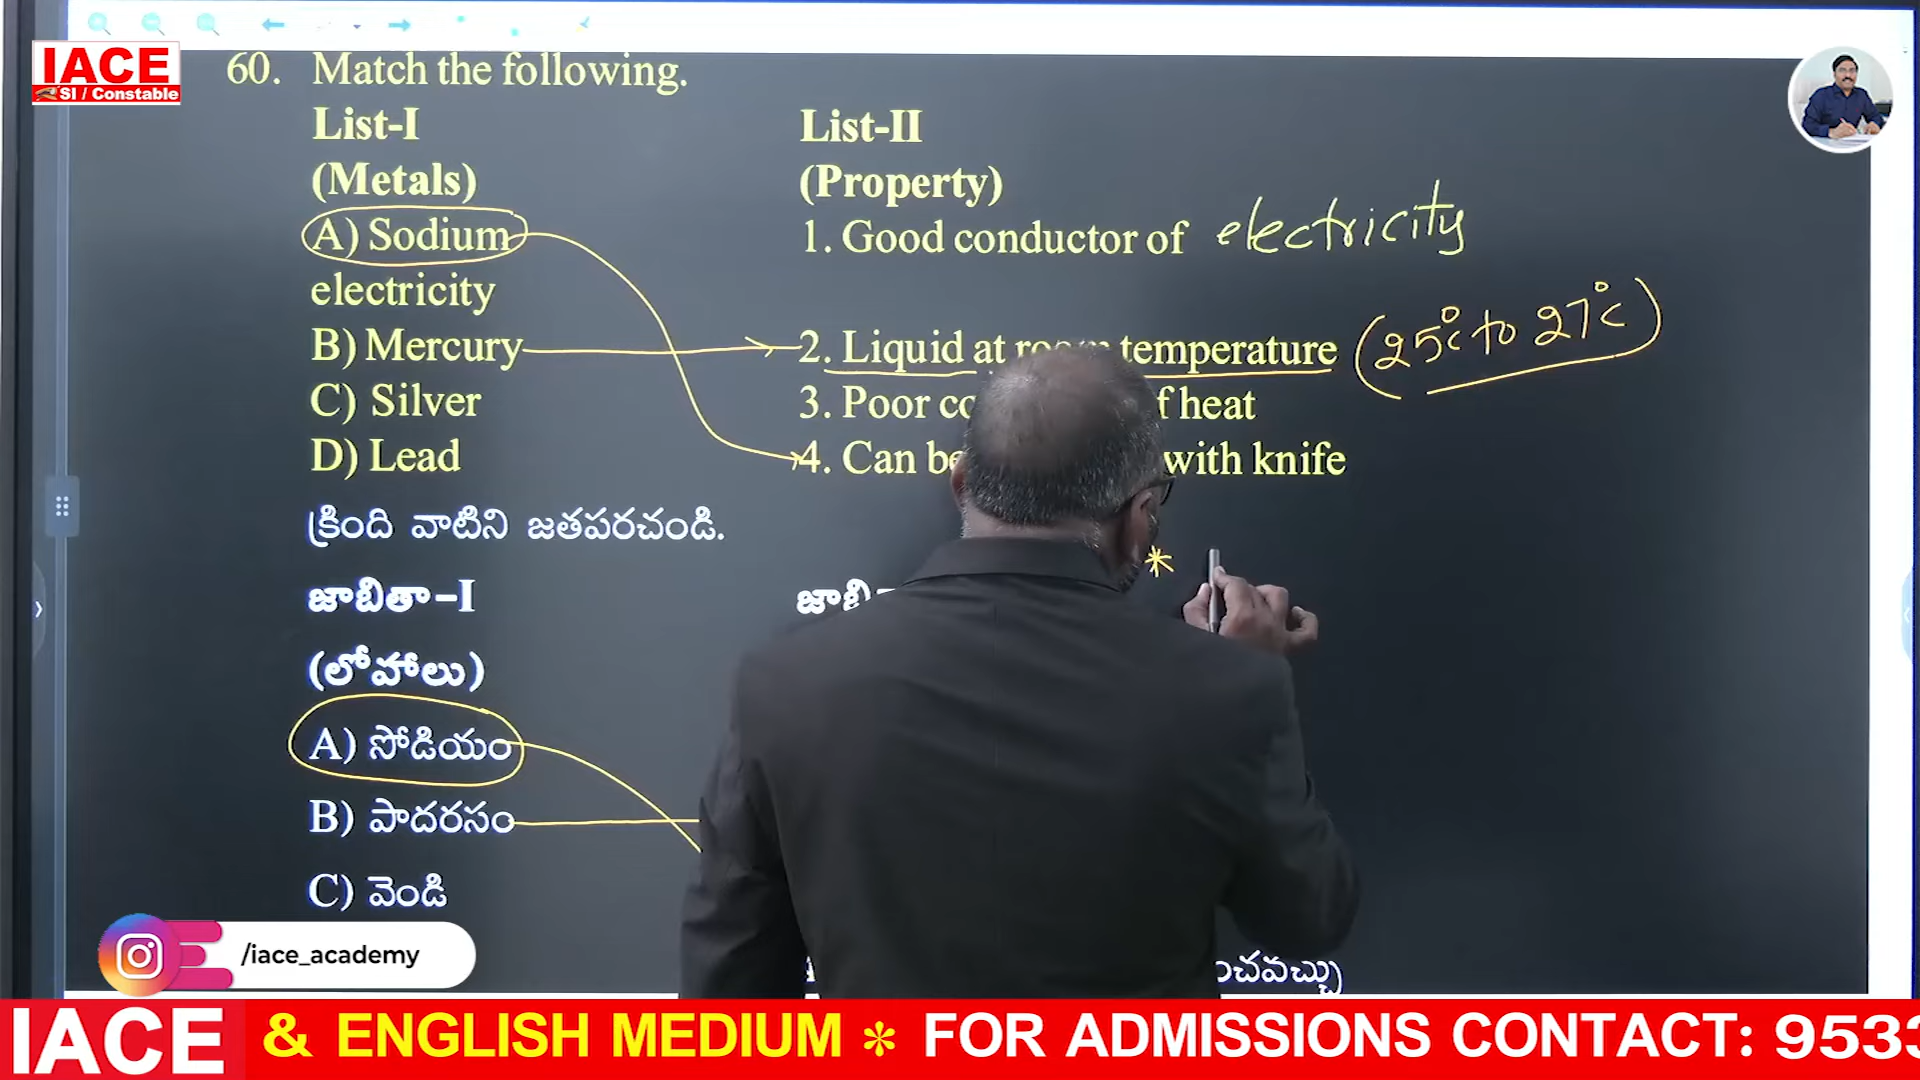 IACE
SI / Constable
60. Match the following.
List-I List-II
(Metals) (Property)
A) Sodium 1. Good conductor of electricity
electricity
B) Mercury 2. Liquid at room temperature (25°c to 27°c)
C) Silver 3. Poor f heat
D) Lead 4. Can be with knife
క్రింది వాటిని జతపరచండి.
*
జాబితా-I
(లోహాలు)
A) సోడియం
B) పాదరసం
C) వెండి
/iace_academy
IACE & ENGLISH MEDIUM * FOR ADMISSIONS CONTACT: 9533